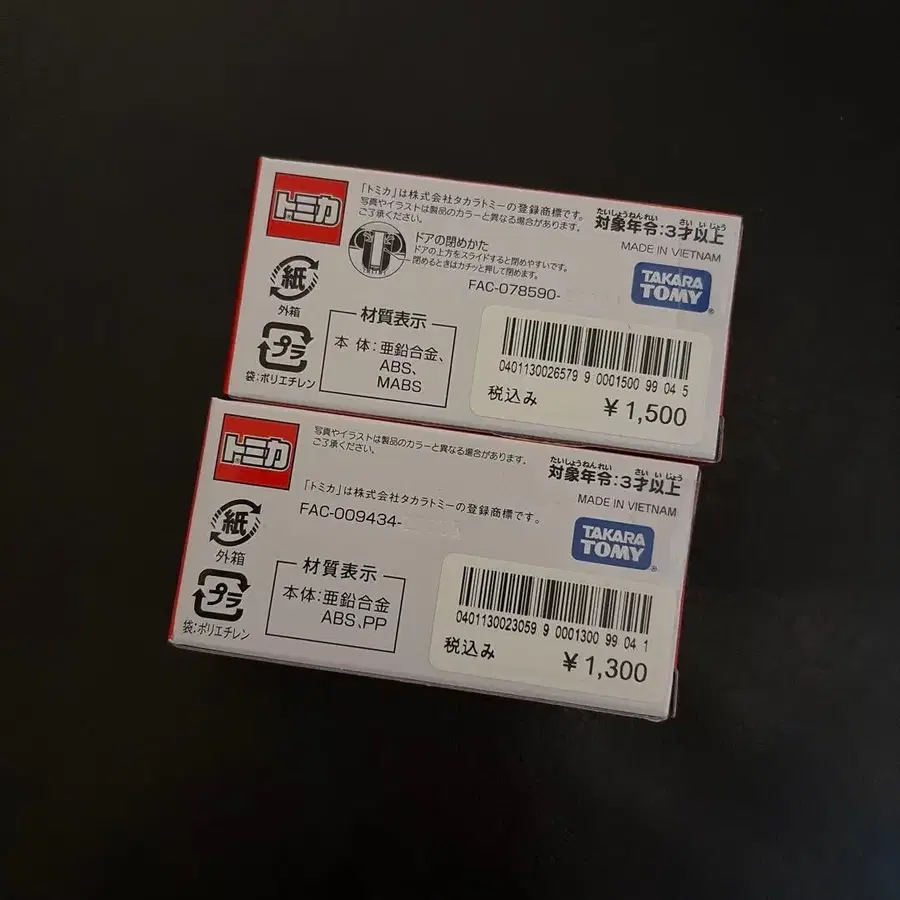 トミカ
「トミカ」は株式会社タカラトミーの登録商標です。
写真やイラストは製品のカラーと異なる場合があります。
ご了承ください。
たいしょうねんれい さい いじょう
対象年令:3才以上
MADE IN VIETNAM
ドアの閉めかた
ドアの上方をスライドすると閉めやすいです。
閉めるときはカチッと押して閉めます。
FAC-078590-
TAKARA
TOMY
紙
外箱
プラ
袋:ポリエチレン
材質表示
本 体:亜鉛合金、
ABS、
MABS
0401130026579 9 0001500 99 04 5
税込み
¥1,500
トミカ
写真やイラストは製品のカラーと異なる場合があります。
ご了承ください。
たいしょうねんれい さい いじょう
対象年令:3才以上
MADE IN VIETNAM
「トミカ」は株式会社タカラトミーの登録商標です。
FAC-009434-
TAKARA
TOMY
紙
外箱
プラ
袋:ポリエチレン
材質表示
本体:亜鉛合金
ABS、PP
0401130023059 9 0001300 99 04 1
税込み
¥1,300